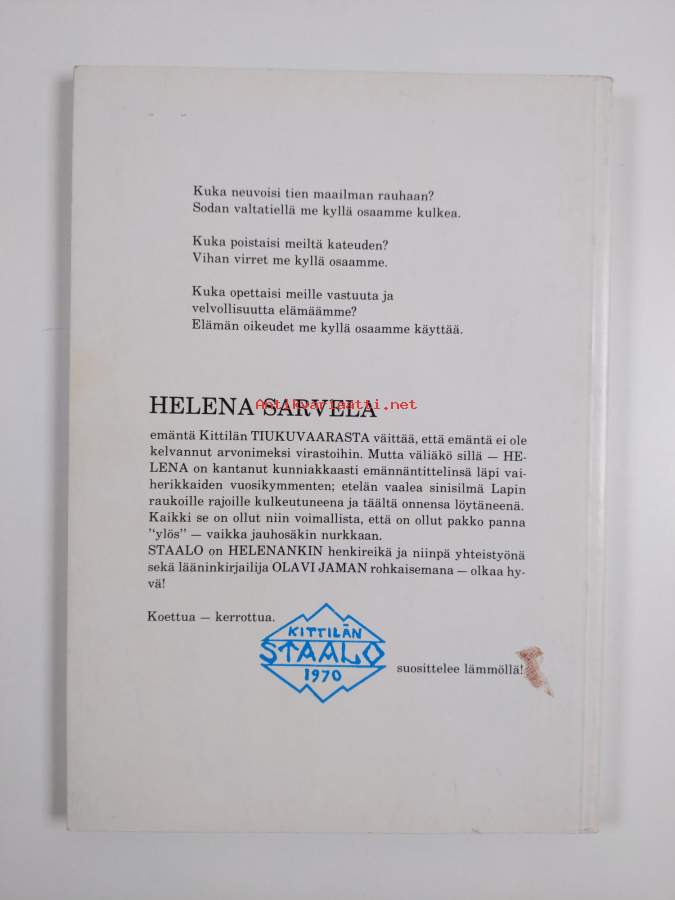 Kuka neuvoisi tien maailman rauhaan?
Sodan valtatiellä me kyllä osaamme kulkea.
Kuka poistaisi meiltä kateuden?
Vihan virret me kyllä osaamme.
Kuka opettaisi meille vastuuta ja
velvollisuutta elämäämme?
Elämän oikeudet me kyllä osaamme käyttää.
HELENA SARVELA
Antikvariaatti.net
emäntä Kittilän TIUKUVAARASTA väittää, että emäntä ei ole
kelvannut arvonimeksi virastoihin. Mutta väliäkö sillä — HE-
LENA on kantanut kunniakkaasti emännäntittelinsä läpi vai-
herikkaiden vuosikymmenten; etelän vaalea sinisilmä Lapin
raukoille rajoille kulkeutuneena ja täältä onnensa löytäneenä.
Kaikki se on ollut niin voimallista, että on ollut pakko panna
"ylös" — vaikka jauhosäkin nurkkaan.
STAALO on HELENANKIN henkireikä ja niinpä yhteistyönä
sekä lääninkirjailija OLAVI JAMAN rohkaisemana — olkaa hy-
vä!
Koettua — kerrottua.
KITTILÄN
STAALO
1970
suosittelee lämmöllä!